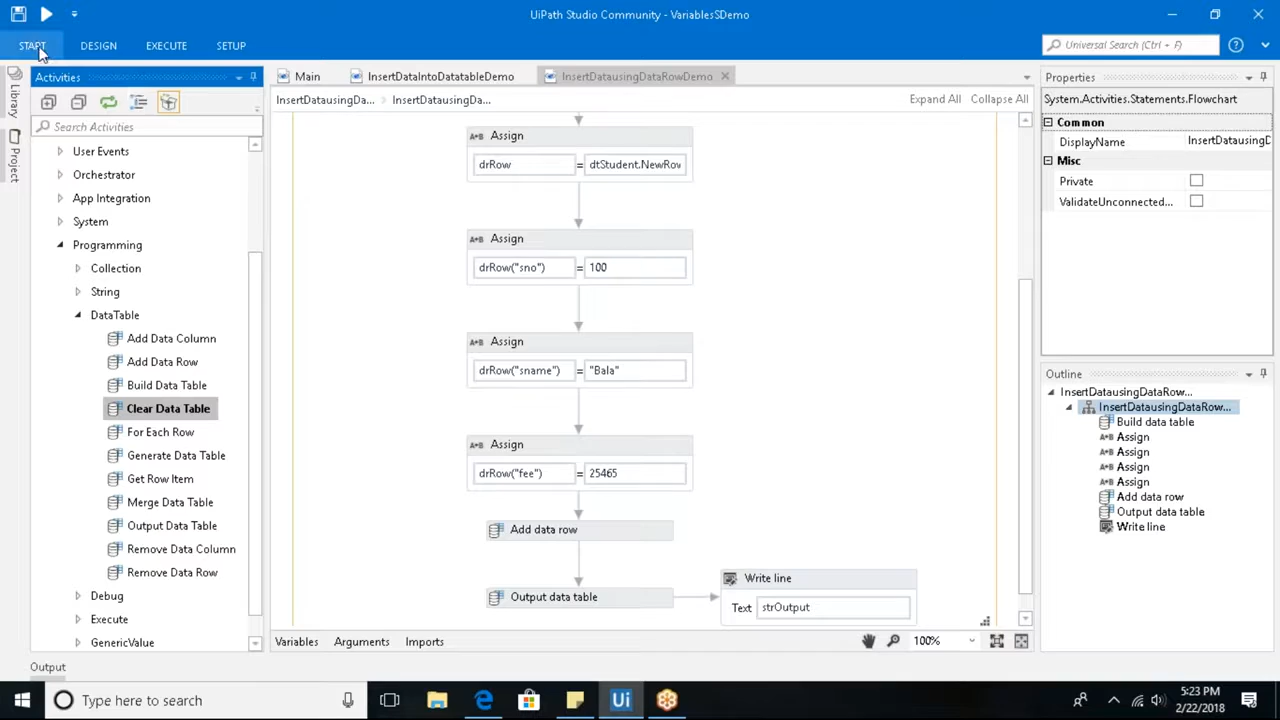 UiPath Studio Community - VariablesSDemo
START
DESIGN
EXECUTE
SETUP
Universal Search (Ctrl + F)
Activities
Search Activities
User Events
Orchestrator
App Integration
System
Programming
Collection
String
DataTable
Add Data Column
Add Data Row
Build Data Table
Clear Data Table
For Each Row
Generate Data Table
Get Row Item
Merge Data Table
Output Data Table
Remove Data Column
Remove Data Row
Debug
Execute
GenericValue
Library
Project
Output
Main
InsertDataIntoDatatableDemo
InsertDatausingDataRowDemo
InsertDatausingDa...
InsertDatausingDa...
Expand All
Collapse All
A+B Assign
drRow = dtStudent.NewRow
A+B Assign
drRow("sno") = 100
A+B Assign
drRow("sname") = "Bala"
A+B Assign
drRow("fee") = 25465
Add data row
Output data table
Write line
Text strOutput
Variables
Arguments
Imports
100%
Properties
System.Activities.Statements.Flowchart
Common
DisplayName InsertDatausingD
Misc
Private
ValidateUnconnected...
Outline
InsertDatausingDataRow...
InsertDatausingDataRow...
Build data table
A+B Assign
A+B Assign
A+B Assign
A+B Assign
Add data row
Output data table
Write line
Type here to search
Ui
5:23 PM
2/22/2018